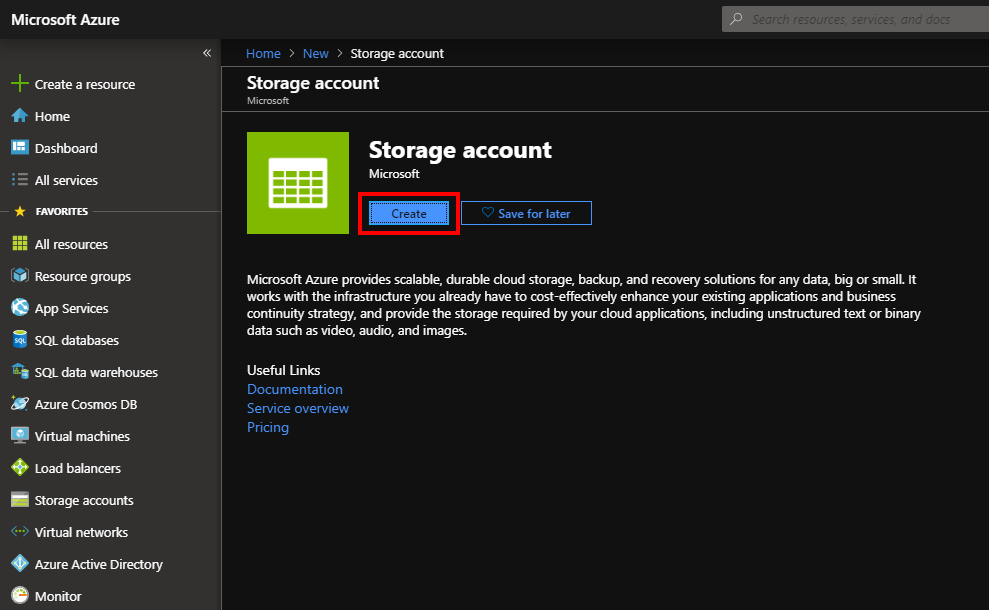 Microsoft Azure
Search resources, services, and docs
«
Home > New > Storage account
Storage account
Microsoft
Create a resource
Home
Dashboard
All services
FAVORITES
All resources
Resource groups
App Services
SQL databases
SQL data warehouses
Azure Cosmos DB
Virtual machines
Load balancers
Storage accounts
Virtual networks
Azure Active Directory
Monitor
Storage account
Microsoft
Create
Save for later
Microsoft Azure provides scalable, durable cloud storage, backup, and recovery solutions for any data, big or small. It
works with the infrastructure you already have to cost-effectively enhance your existing applications and business
continuity strategy, and provide the storage required by your cloud applications, including unstructured text or binary
data such as video, audio, and images.
Useful Links
Documentation
Service overview
Pricing